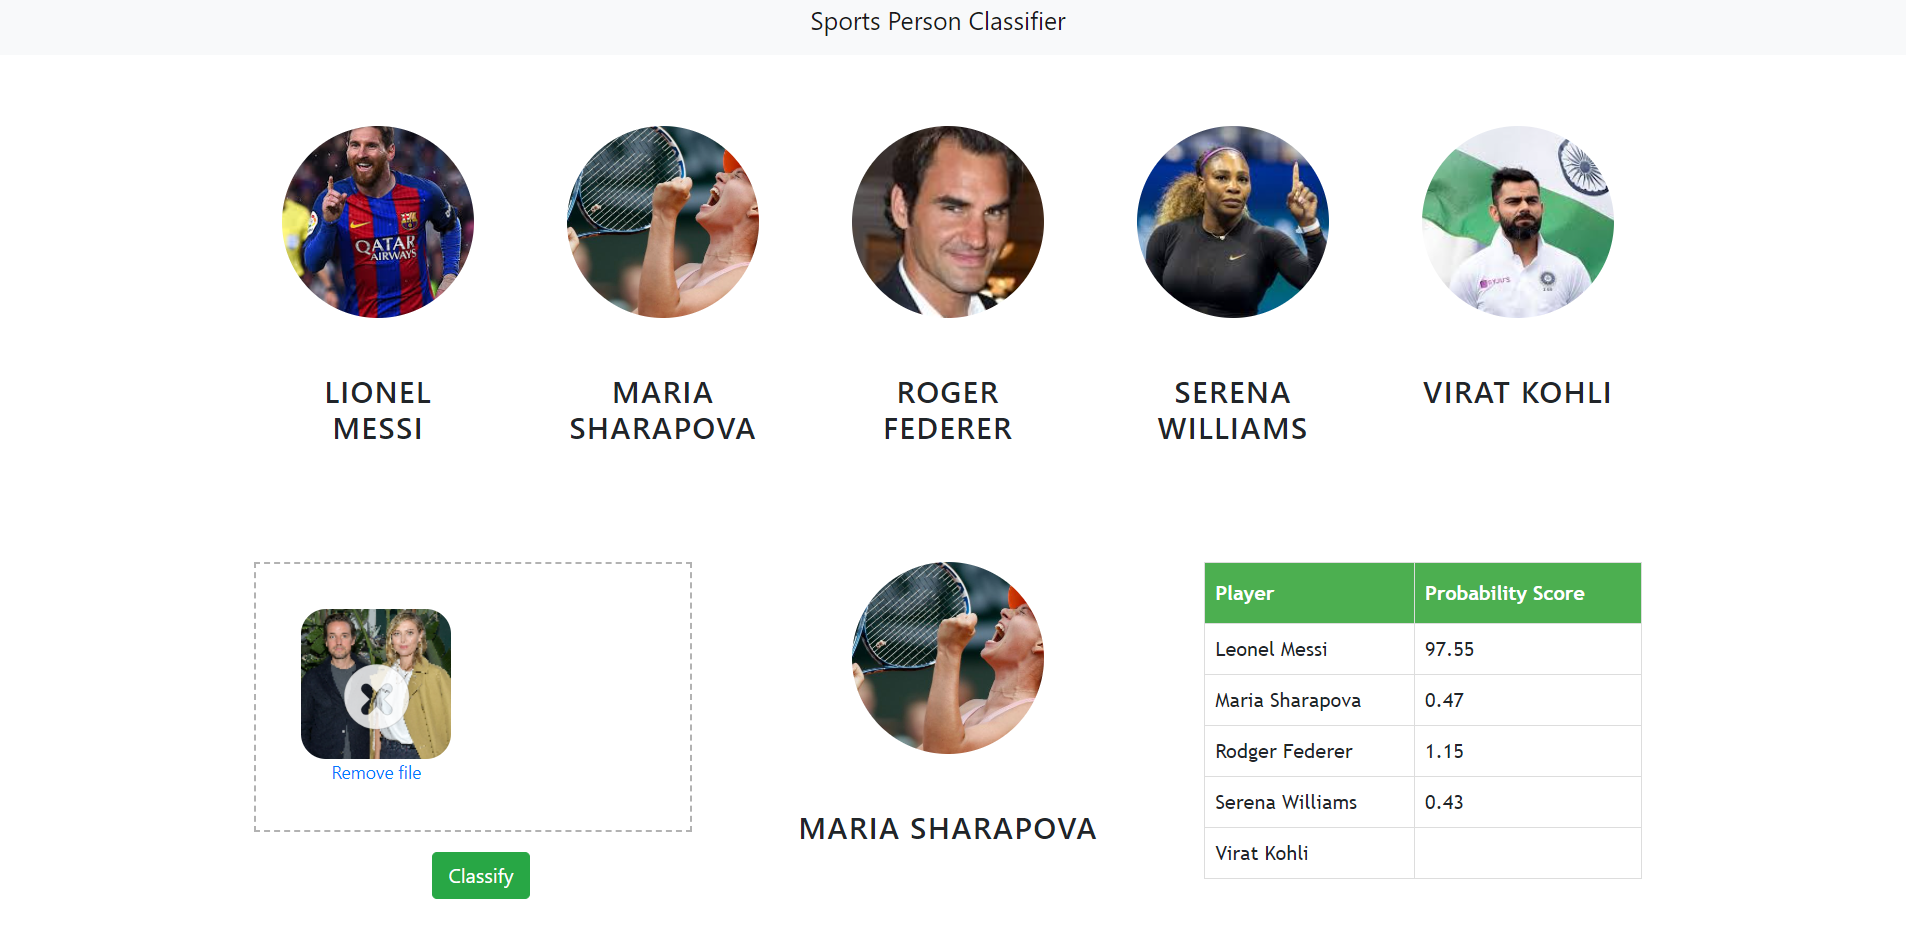 Sports Person Classifier
QATAR
AIRWAYS
LIONEL
MESSI
MARIA
SHARAPOVA
ROGER
FEDERER
SERENA
WILLIAMS
VIRAT KOHLI
Remove file
Classify
MARIA SHARAPOVA
Player Probability Score
Leonel Messi 97.55
Maria Sharapova 0.47
Rodger Federer 1.15
Serena Williams 0.43
Virat Kohli